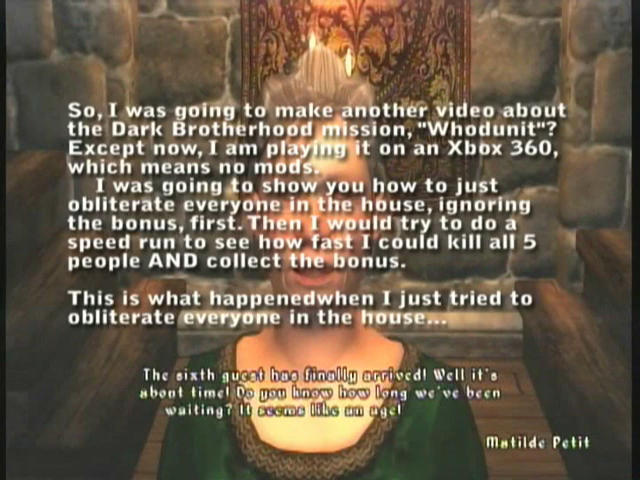 So, I was going to make another video about
the Dark Brotherhood mission, "Whodunit"?
Except now, I am playing it on an Xbox 360,
which means no mods.
I was going to show you how to just
obliterate everyone in the house, ignoring
the bonus, first. Then I would try to do a
speed run to see how fast I could kill all 5
people AND collect the bonus.
This is what happenedwhen I just tried to
obliterate everyone in the house...
The sixth guest has finally arrived! Well it's
about time! Do you know how long we've been
waiting? It seems like an age!
Matilde Petit